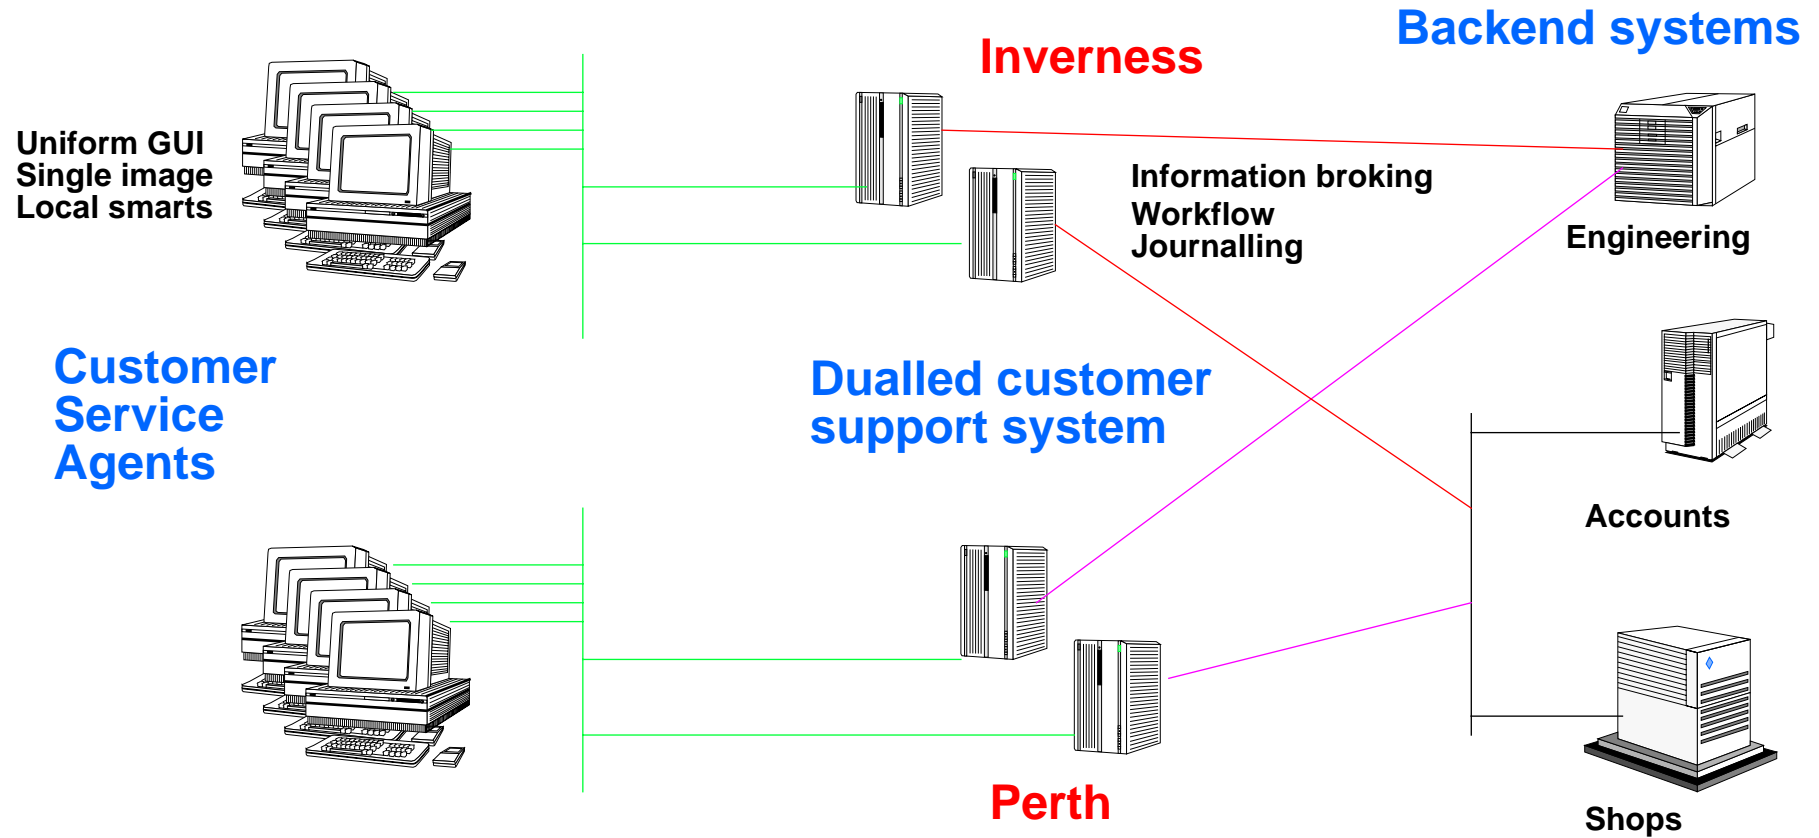 Backend systems
Inverness
Uniform GUI
Single image
Local smarts
Information broking
Workflow
Journalling
Engineering
Customer
Service
Agents
Dualled customer
support system
Accounts
Perth
Shops